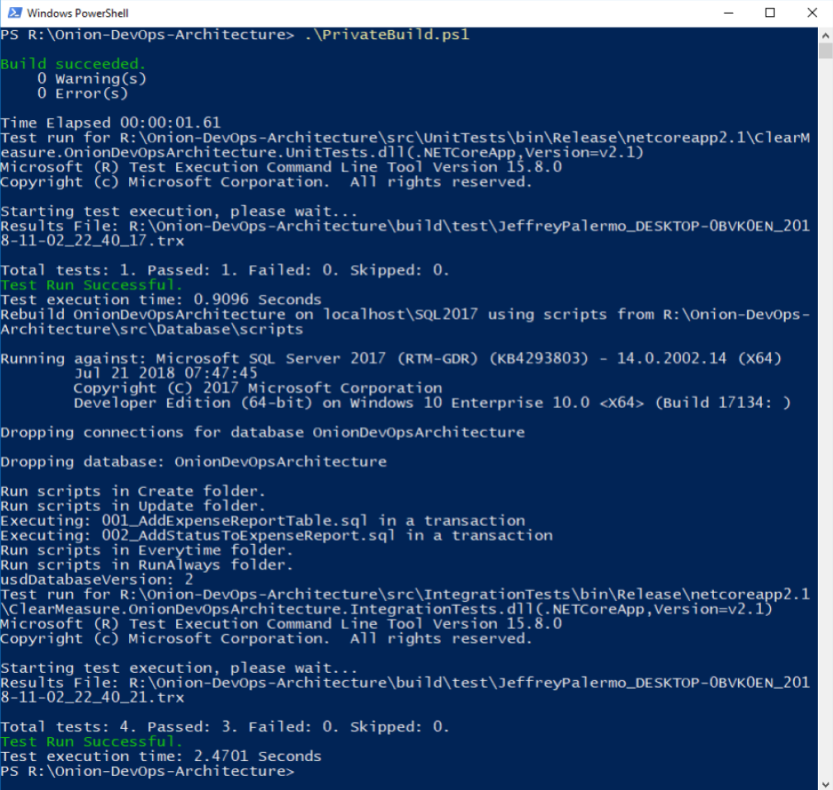 Windows PowerShell
PS R:\Onion-DevOps-Architecture> .\PrivateBuild.ps1
Build succeeded.
0 Warning(s)
0 Error(s)
Time Elapsed 00:00:01.61
Test run for R:\Onion-DevOps-Architecture\src\UnitTests\bin\Release\netcoreapp2.1\ClearM
easure.OnionDevOpsArchitecture.UnitTests.dll(.NETCoreApp,Version=v2.1)
Microsoft (R) Test Execution Command Line Tool Version 15.8.0
Copyright (c) Microsoft Corporation.  All rights reserved.
Starting test execution, please wait...
Results File: R:\Onion-DevOps-Architecture\build\test\JeffreyPalermo_DESKTOP-0BVK0EN_201
8-11-02_22_40_17.trx
Total tests: 1. Passed: 1. Failed: 0. Skipped: 0.
Test Run Successful.
Test execution time: 0.9096 Seconds
Rebuild OnionDevOpsArchitecture on localhost\SQL2017 using scripts from R:\Onion-DevOps-
Architecture\src\Database\scripts
Running against: Microsoft SQL Server 2017 (RTM-GDR) (KB4293803) - 14.0.2002.14 (X64)
Jul 21 2018 07:47:45
Copyright (C) 2017 Microsoft Corporation
Developer Edition (64-bit) on Windows 10 Enterprise 10.0 <X64> (Build 17134: )
Dropping connections for database OnionDevOpsArchitecture
Dropping database: OnionDevOpsArchitecture
Run scripts in Create folder.
Run scripts in Update folder.
Executing: 001_AddExpenseReportTable.sql in a transaction
Executing: 002_AddStatusToExpenseReport.sql in a transaction
Run scripts in Everytime folder.
Run scripts in RunAlways folder.
usdDatabaseVersion: 2
Test run for R:\Onion-DevOps-Architecture\src\IntegrationTests\bin\Release\netcoreapp2.1
\ClearMeasure.OnionDevOpsArchitecture.IntegrationTests.dll(.NETCoreApp,Version=v2.1)
Microsoft (R) Test Execution Command Line Tool Version 15.8.0
Copyright (c) Microsoft Corporation.  All rights reserved.
Starting test execution, please wait...
Results File: R:\Onion-DevOps-Architecture\build\test\JeffreyPalermo_DESKTOP-0BVK0EN_201
8-11-02_22_40_21.trx
Total tests: 4. Passed: 3. Failed: 0. Skipped: 0.
Test Run Successful.
Test execution time: 2.4701 Seconds
PS R:\Onion-DevOps-Architecture>